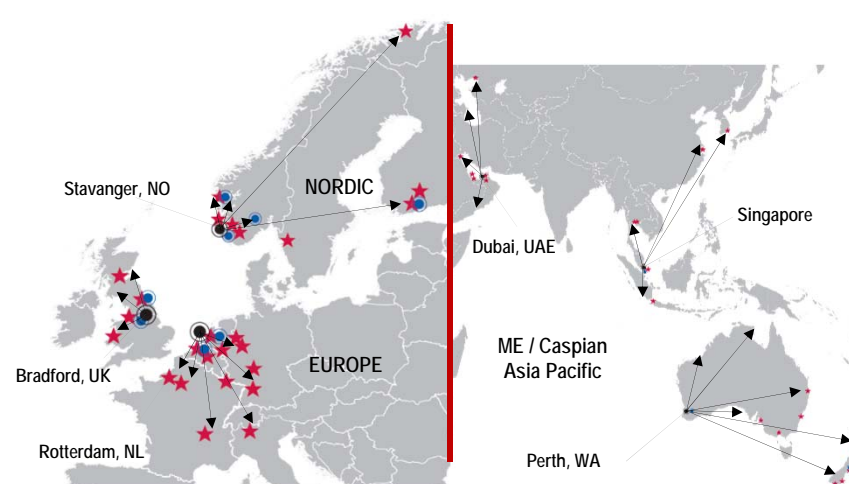 Stavanger, NO
NORDIC
Bradford, UK
EUROPE
Rotterdam, NL
Dubai, UAE
Singapore
ME / Caspian
Asia Pacific
Perth, WA